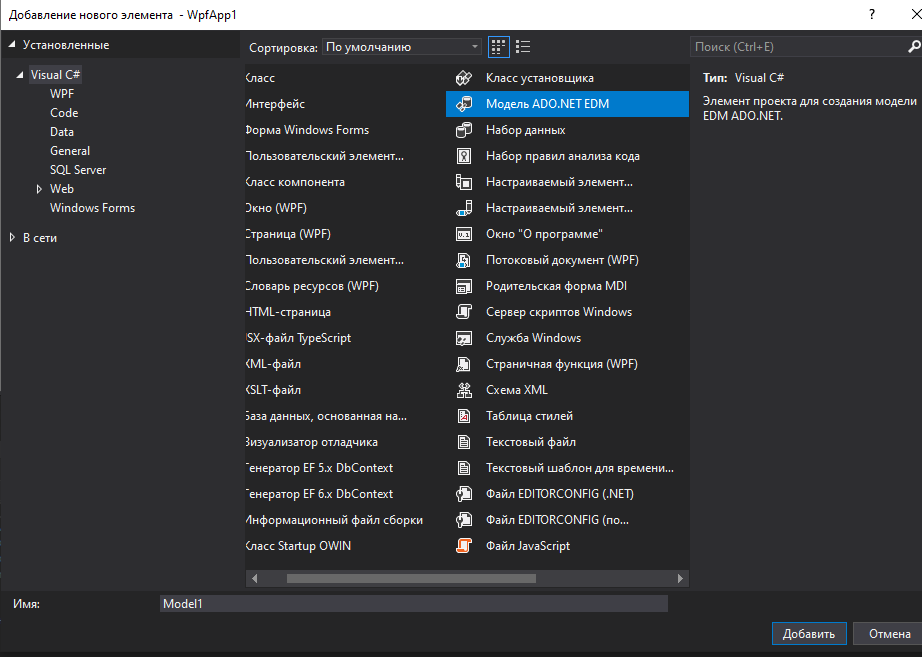 Добавление нового элемента - WpfApp1
?
Установленные
Visual C#
WPF
Code
Data
General
SQL Server
Web
Windows Forms
В сети
Сортировка: По умолчанию
Класс
Интерфейс
Форма Windows Forms
Пользовательский элемент...
Класс компонента
Окно (WPF)
Страница (WPF)
Пользовательский элемент...
Словарь ресурсов (WPF)
HTML-страница
JSX-файл TypeScript
XML-файл
XSLT-файл
База данных, основанная на...
Визуализатор отладчика
Генератор EF 5.x DbContext
Генератор EF 6.x DbContext
Информационный файл сборки
Класс Startup OWIN
Класс установщика
Модель ADO.NET EDM
Набор данных
Набор правил анализа кода
Настраиваемый элемент...
Настраиваемый элемент...
Окно "О программе"
Потоковый документ (WPF)
Родительская форма MDI
Сервер скриптов Windows
Служба Windows
Страничная функция (WPF)
Схема XML
Таблица стилей
Текстовый файл
Текстовый шаблон для времени...
Файл EDITORCONFIG (.NET)
Файл EDITORCONFIG (по...
Файл JavaScript
Поиск (Ctrl+E)
Тип: Visual C#
Элемент проекта для создания модели
EDM ADO.NET.
Имя: Model1
Добавить
Отмена